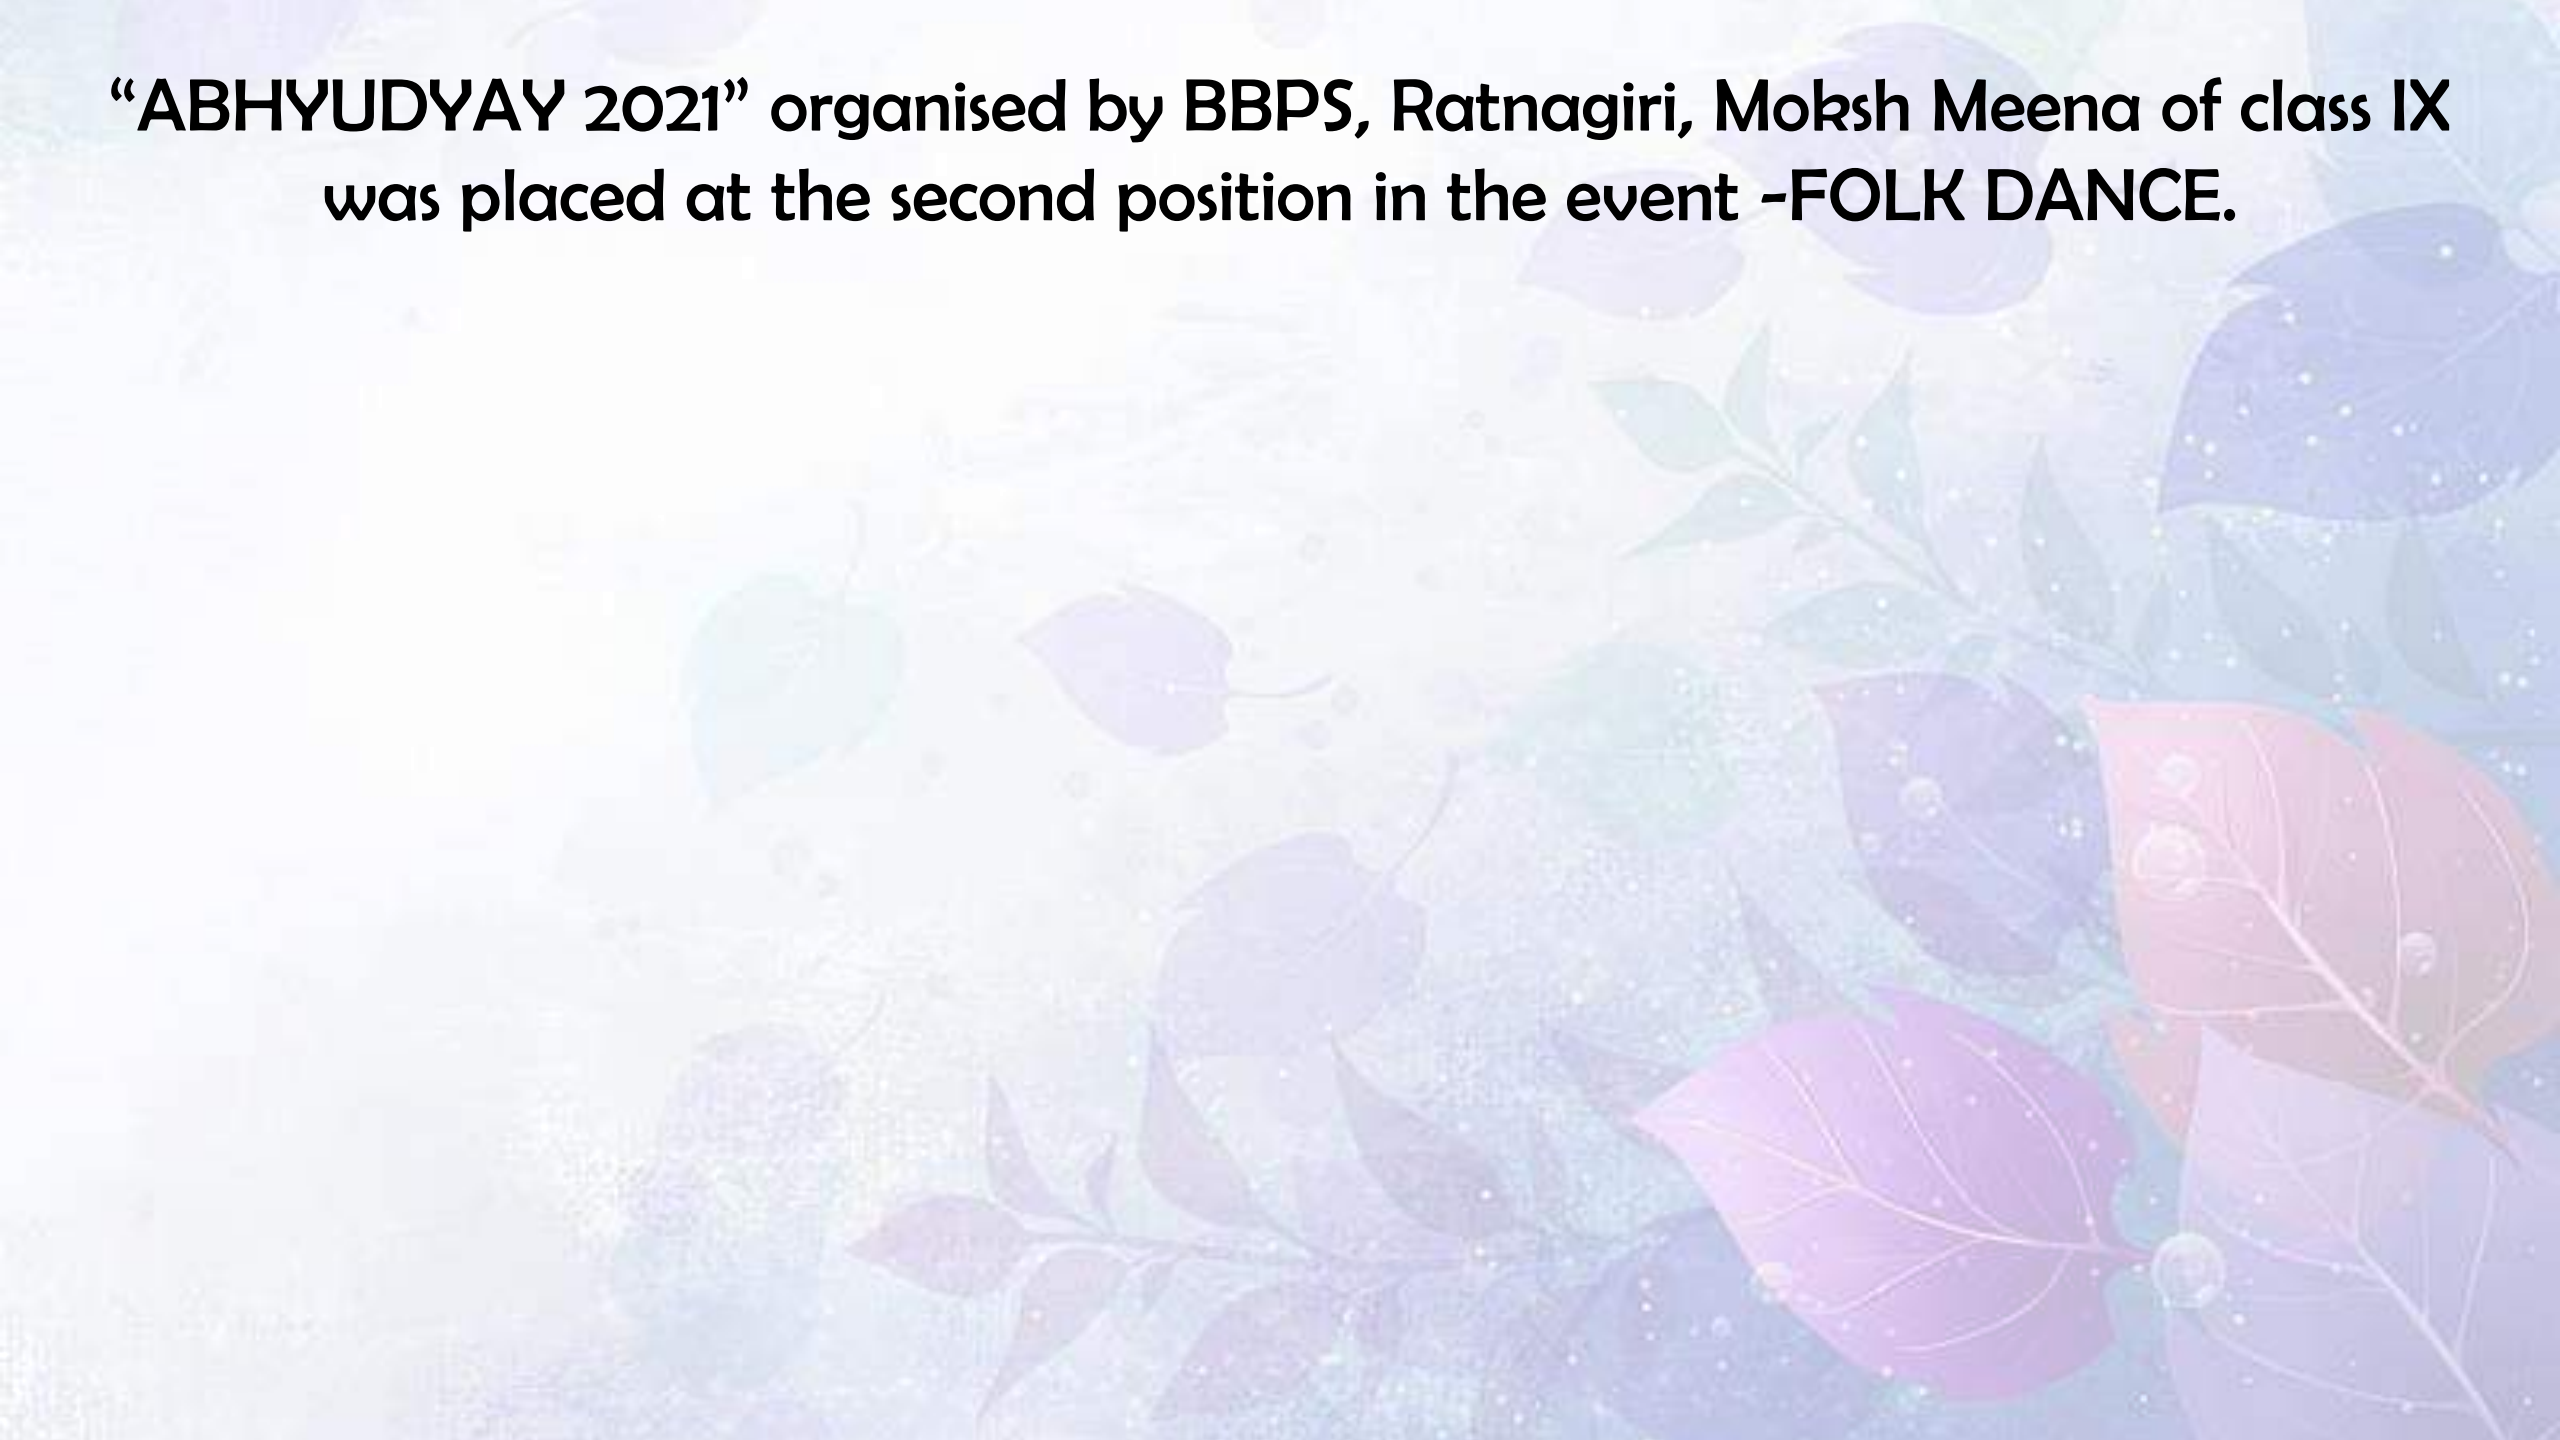 “ABHYUDYAY 2021” organised by BBPS, Ratnagiri, Moksh Meena of class IX
was placed at the second position in the event -FOLK DANCE.